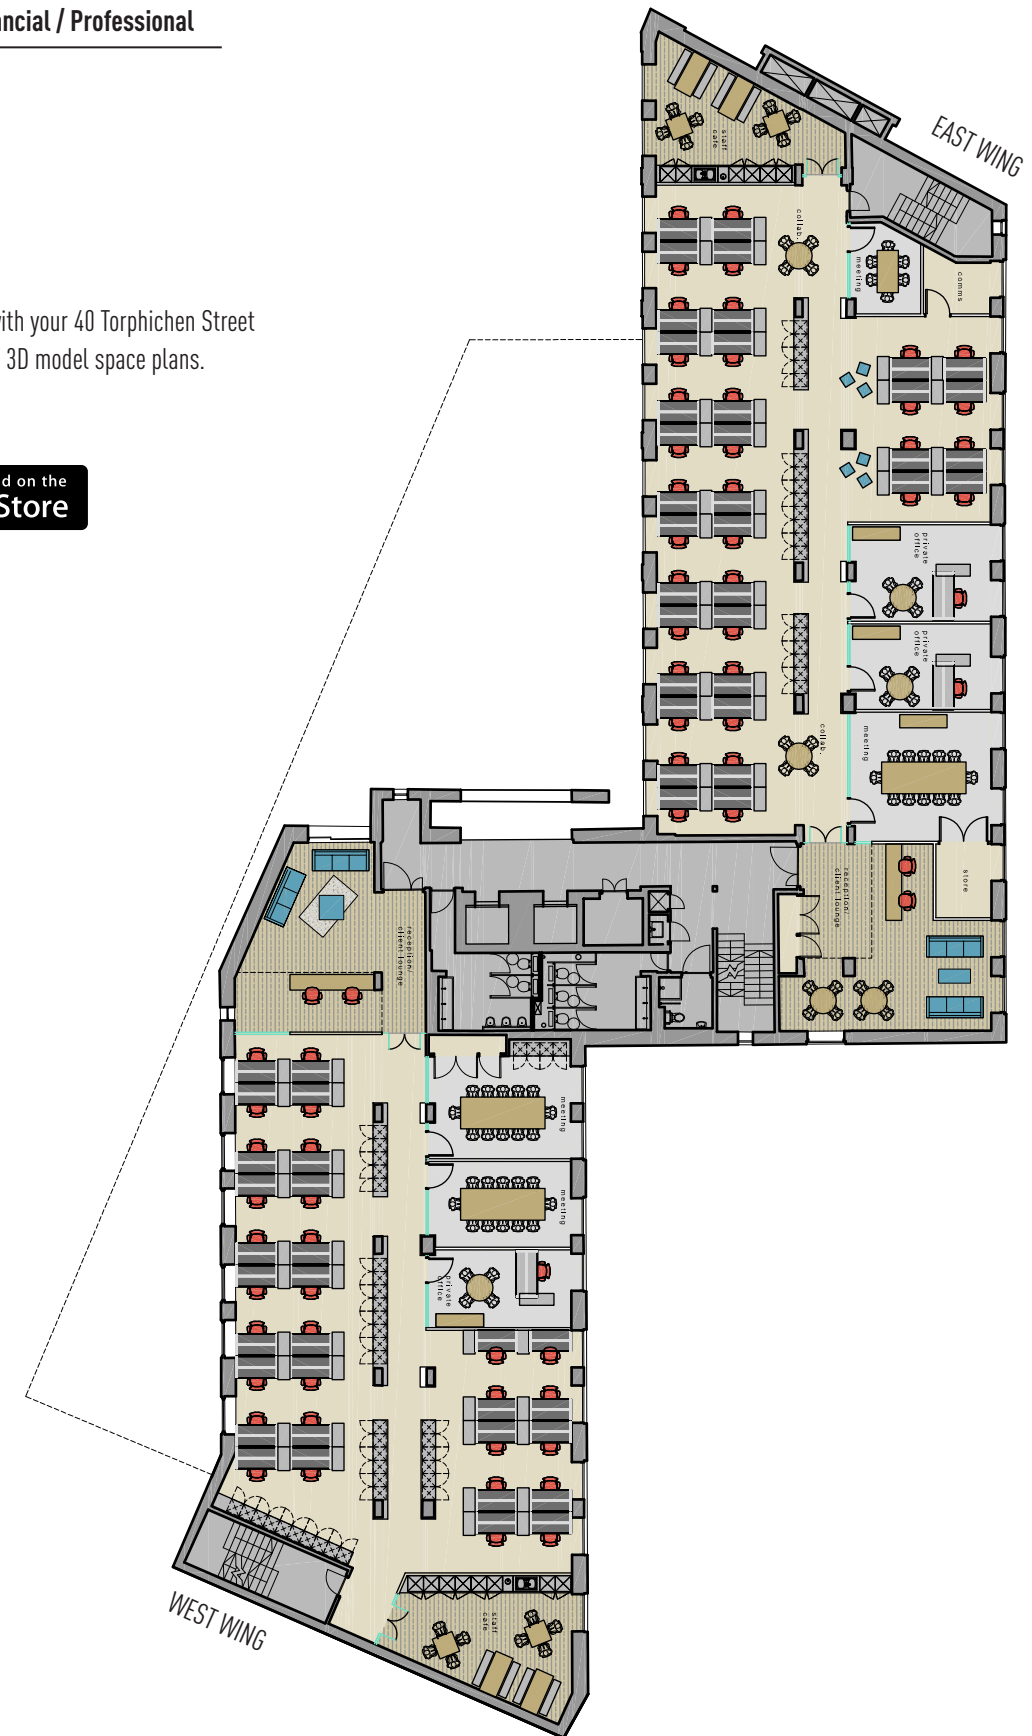 ncial / Professional
with your 40 Torphichen Street
3D model space plans.
d on the
Store
EAST WING
staff
cafe
collab.
meeting
comms
private
office
private
office
collab.
meeting
reception/
client lounge
store
reception/
client lounge
meeting
meeting
private
office
staff
cafe
WEST WING